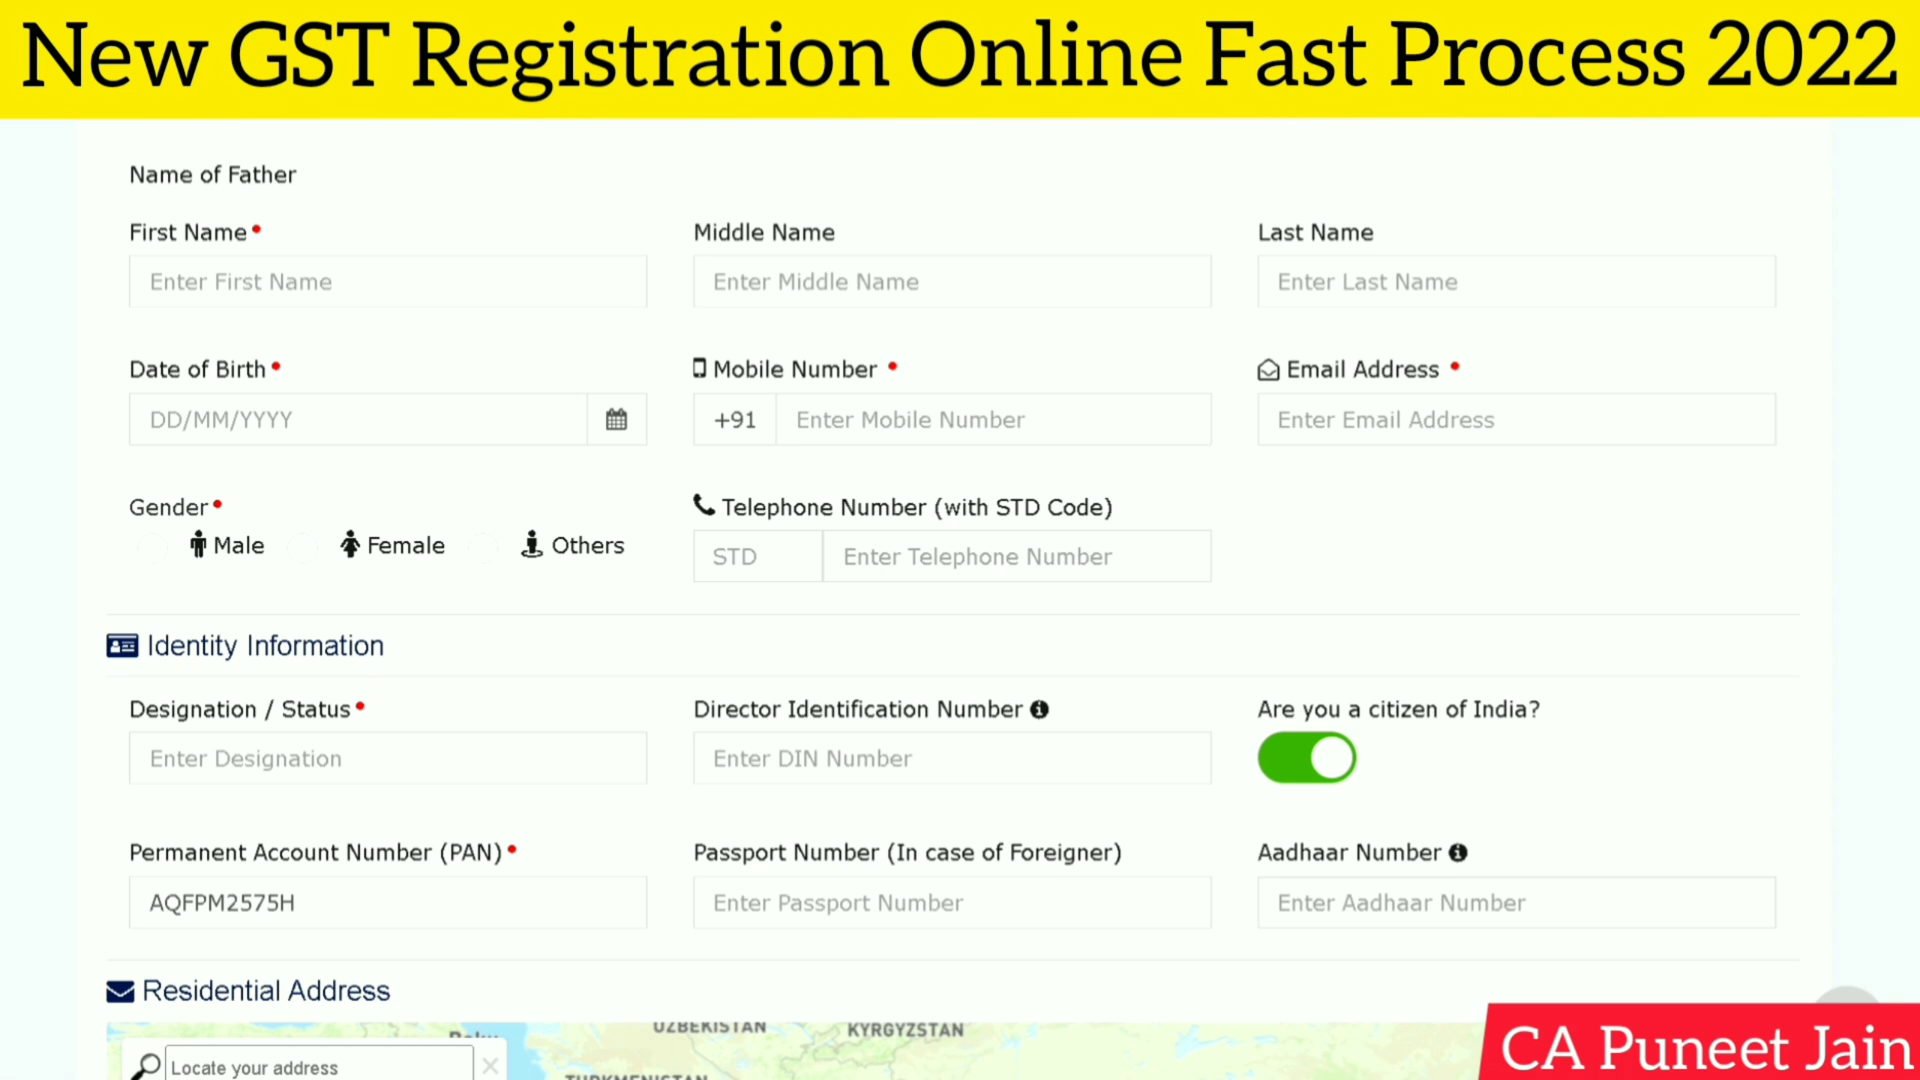 New GST Registration Online Fast Process 2022
Name of Father
First Name•
Middle Name
Last Name
Enter First Name
Enter Middle Name
Enter Last Name
Date of Birth•
Mobile Number •
Email Address •
DD/MM/YYYY
+91
Enter Mobile Number
Enter Email Address
Gender•
Telephone Number (with STD Code)
Male
Female
Others
STD
Enter Telephone Number
Identity Information
Designation / Status•
Director Identification Number
Are you a citizen of India?
Enter Designation
Enter DIN Number
Permanent Account Number (PAN)•
Passport Number (In case of Foreigner)
Aadhaar Number
AQFPM2575H
Enter Passport Number
Enter Aadhaar Number
Residential Address
UZBEKISTAN
KYRGYZSTAN
Baku
Locate your address
TURKMENISTAN
CA Puneet Jain